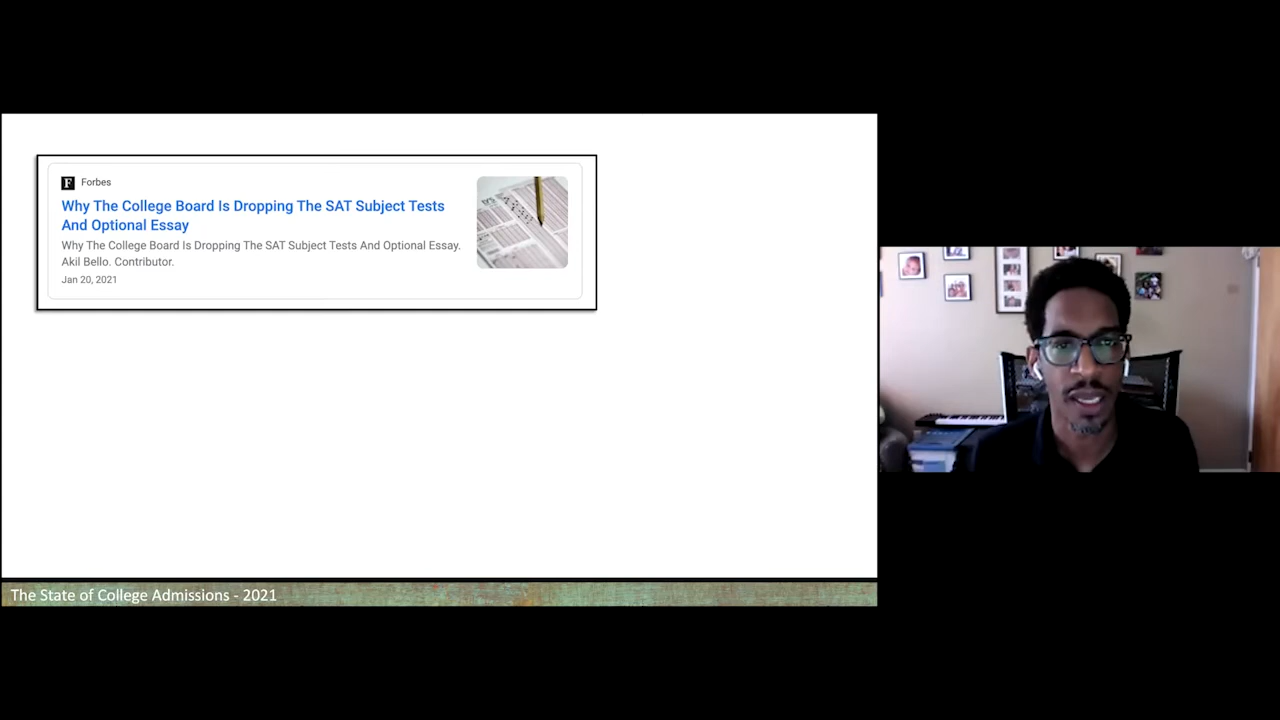 F Forbes
Why The College Board Is Dropping The SAT Subject Tests
And Optional Essay
Why The College Board Is Dropping The SAT Subject Tests And Optional Essay.
Akil Bello. Contributor.
Jan 20, 2021
The State of College Admissions - 2021